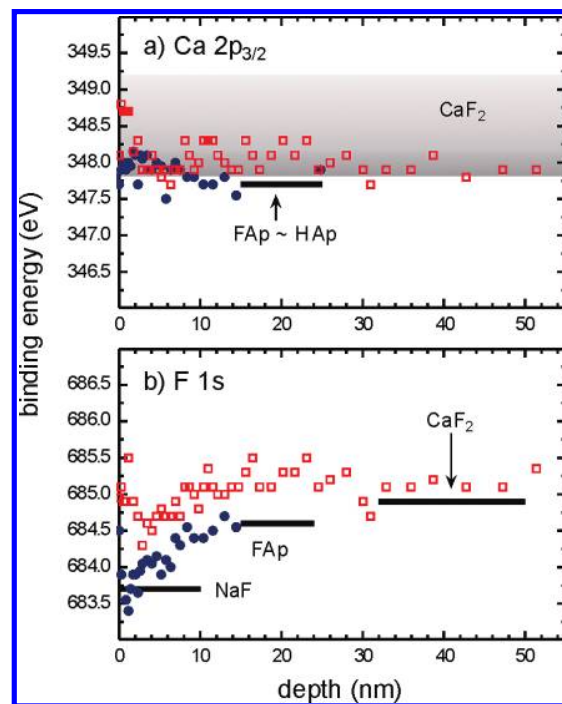 a) Ca 2p3/2
349.5
349.0
348.5
348.0
347.5
347.0
346.5
CaF2
FAp ~ HAp
0 10 20 30 40 50
binding energy (eV)
b) F 1s
686.5
686.0
685.5
685.0
684.5
684.0
683.5
CaF2
FAp
NaF
0 10 20 30 40 50
depth (nm)